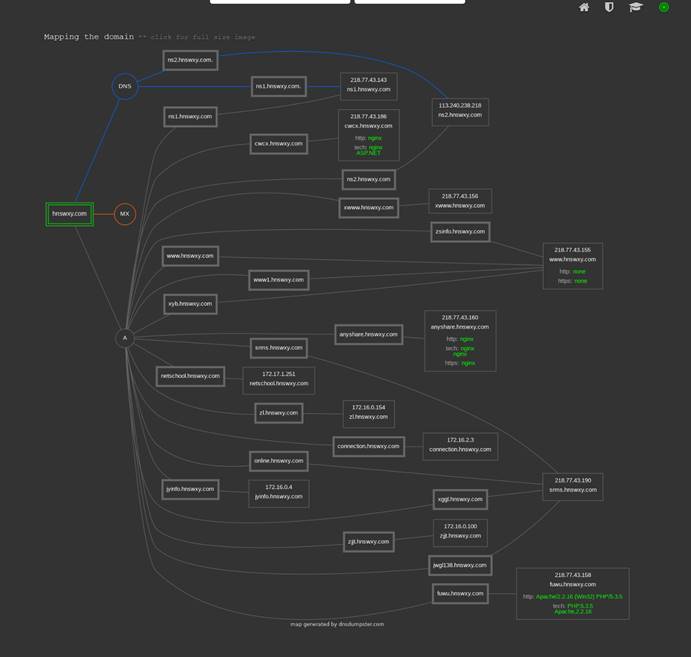 Mapping the domain ** click for full size image
ns2.hnswxy.com.
DNS
ns1.hnswxy.com.
218.77.43.143
ns1.hnswxy.com
113.240.238.218
ns2.hnswxy.com
ns1.hnswxy.com
218.77.43.186
cwcx.hnswxy.com
http: nginx
tech: nginx
ASP.NET
cwcx.hnswxy.com
ns2.hnswxy.com
218.77.43.156
xwww.hnswxy.com
xwww.hnswxy.com
hnswxy.com
MX
zsinfo.hnswxy.com
218.77.43.155
www.hnswxy.com
http: none
https: none
www.hnswxy.com
www1.hnswxy.com
xyb.hnswxy.com
218.77.43.160
anyshare.hnswxy.com
http: nginx
tech: nginx
nginx
https: nginx
anyshare.hnswxy.com
A
srms.hnswxy.com
netschool.hnswxy.com
172.17.1.251
netschool.hnswxy.com
zl.hnswxy.com
172.16.0.154
zl.hnswxy.com
connection.hnswxy.com
172.16.2.3
connection.hnswxy.com
online.hnswxy.com
218.77.43.190
srms.hnswxy.com
jyinfo.hnswxy.com
172.16.0.4
jyinfo.hnswxy.com
xggl.hnswxy.com
172.16.0.100
zjjt.hnswxy.com
zjjt.hnswxy.com
jwgl138.hnswxy.com
218.77.43.158
fuwu.hnswxy.com
http: Apache/2.2.16 (Win32) PHP/5.3.5
tech: PHP,5.3.5
Apache,2.2.16
fuwu.hnswxy.com
map generated by dnsdumpster.com